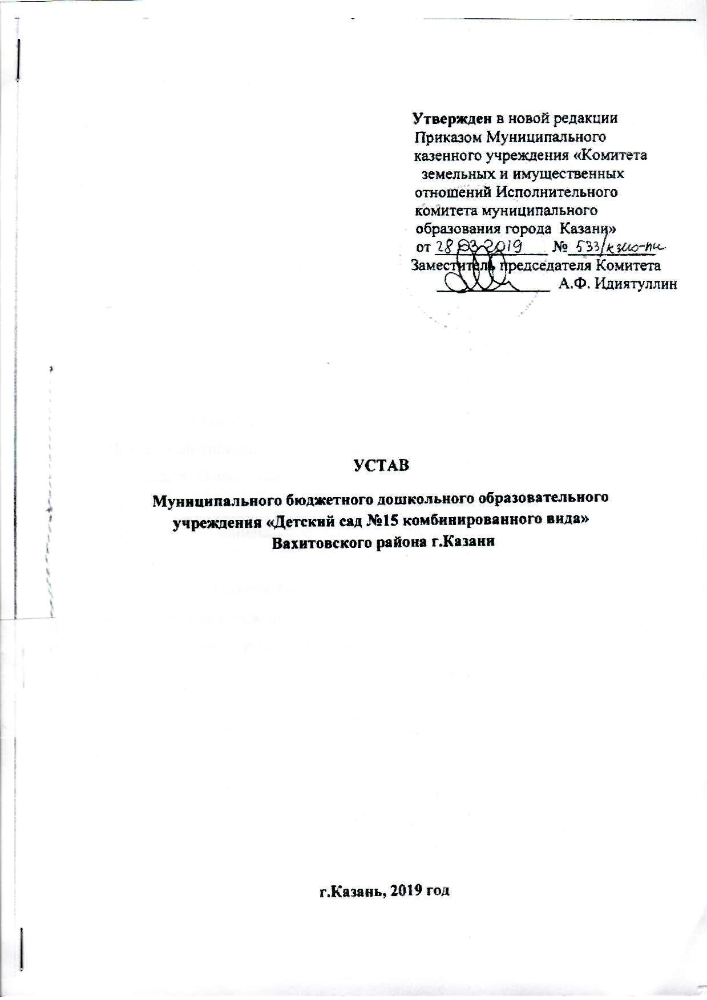 Утвержден в новой редакции
Приказом Муниципального
казенного учреждения «Комитета
земельных и имущественных
отношений Исполнительного
комитета муниципального
образования города Казани»
от 28 03 2019 № 533/кзио-пи
Заместитель председателя Комитета
А.Ф. Идиятуллин
УСТАВ
Муниципального бюджетного дошкольного образовательного
учреждения «Детский сад №15 комбинированного вида»
Вахитовского района г.Казани
г.Казань, 2019 год